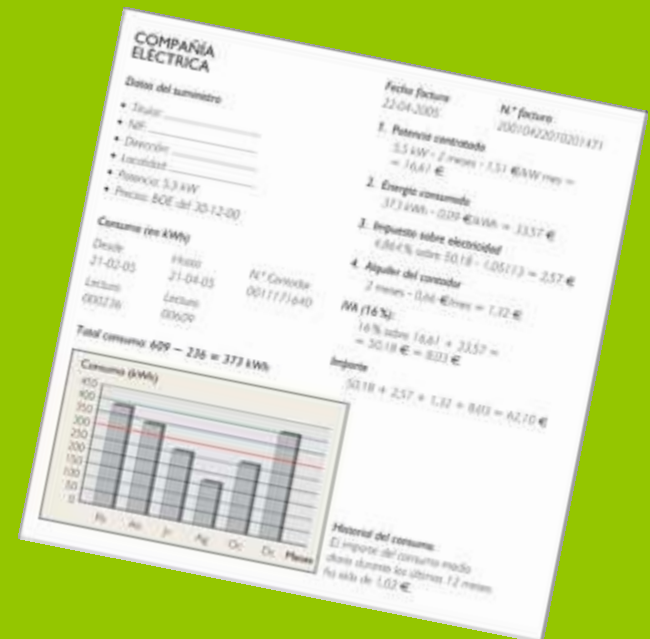 COMPAÑÍA
ELÉCTRICA
Datos del suministro
• Titular:
• NIF:
• Dirección:
• Localidad:
• Potencia: 5,5 kW
• Precios: BOE del 30-12-00
Consumo (en kWh)
Desde
21-02-05
Hasta
21-04-05
N.º Contador
0011171640
Lectura
000236
Lectura
00609
Total consumo: 609 − 236 = 373 kWh
Consumo (kWh)
450
400
350
300
250
200
150
100
50
0
Fb
Ab
Jn
Ag
Oc
Dc
Meses
Fecha factura
22-04-2005
N.º factura
20010422010201471
1. Potencia contratada
5,5 kW · 2 meses · 1,51 €/kW mes =
= 16,61 €
2. Energía consumida
373 kWh · 0,09 €/kWh = 33,57 €
3. Impuesto sobre electricidad
4,864 % sobre 50,18 · 1,05113 = 2,57 €
4. Alquiler del contador
2 meses · 0,66 €/mes = 1,32 €
IVA (16 %):
16 % sobre 16,61 + 33,57 =
= 50,18 € = 8,03 €
Importe
50,18 + 2,57 + 1,32 + 8,03 = 62,10 €
Historial del consumo:
El importe del consumo medio
diario durante los últimos 12 meses
ha sido de 1,02 €.